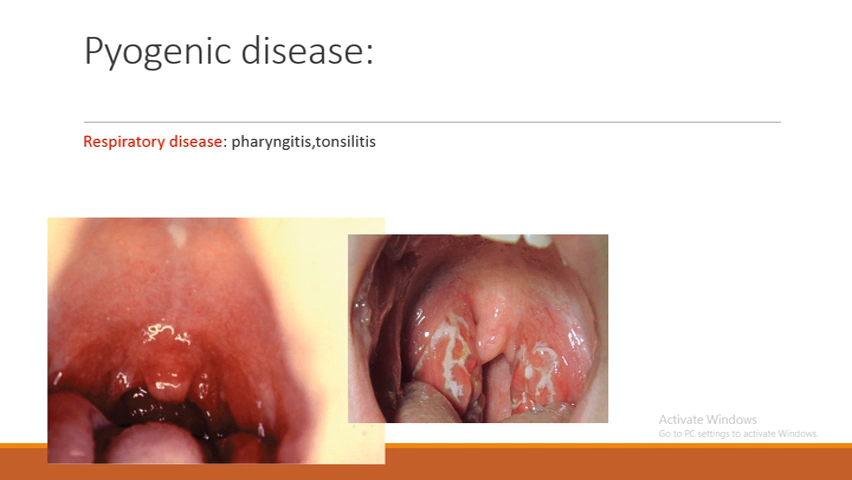 Pyogenic disease:
Respiratory disease: pharyngitis,tonsilitis
Activate Windows
Go to PC settings to activate Windows.